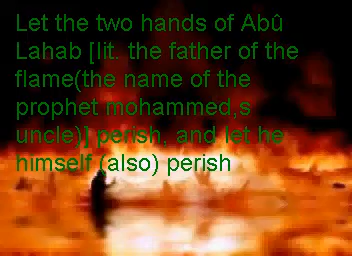 Let the two hands of Abû
Lahab [lit. the father of the
flame(the name of the
prophet mohammed,s
uncle)] perish, and let he
himself (also) perish